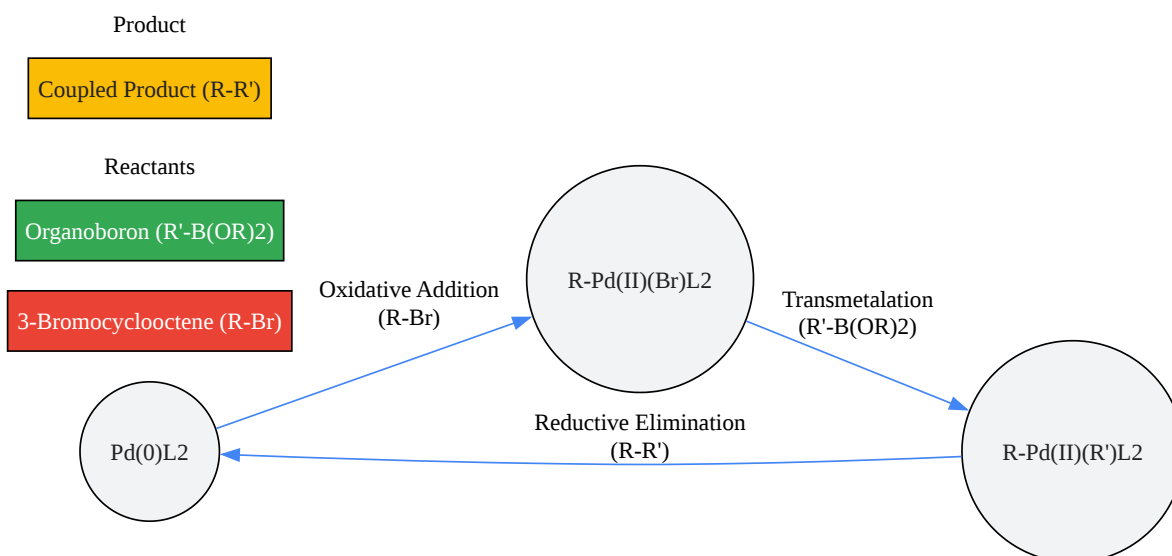 Product
Coupled Product (R-R')
Reactants
Organoboron (R'-B(OR)2)
3-Bromocyclooctene (R-Br)
Pd(0)L2
Oxidative Addition
(R-Br)
R-Pd(II)(Br)L2
Transmetalation
(R'-B(OR)2)
R-Pd(II)(R')L2
Reductive Elimination
(R-R')